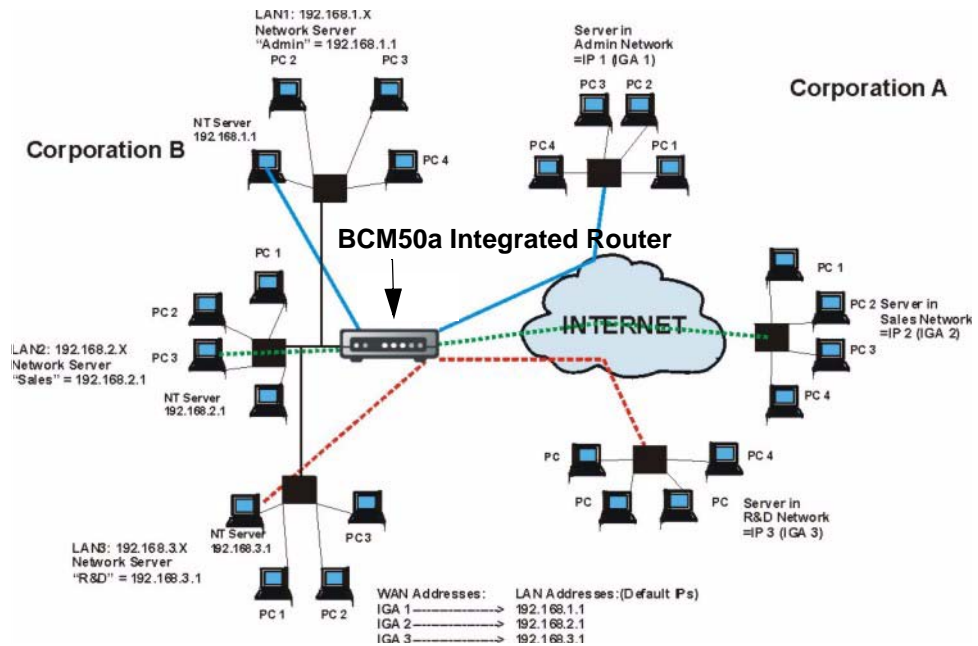 LAN1: 192.168.1.X
Network Server
"Admin" = 192.168.1.1
PC 2
PC 3
NT Server
192.168.1.1
PC 4
Corporation B
Server in
Admin Network
=IP 1 (IGA 1)
PC 3
PC 2
PC4
PC 1
Corporation A
BCM50a Integrated Router
INTERNET
PC 1
PC 2
PC 3
LAN2: 192.168.2.X
Network Server
"Sales" = 192.168.2.1
NT Server
192.168.2.1
PC 1
PC 2
Server in
Sales Network
=IP 2 (IGA 2)
PC 3
PC 4
PC
PC 4
PC
PC
Server in
R&D Network
=IP 3 (IGA 3)
LAN3: 192.168.3.X
Network Server
"R&D" = 192.168.3.1
NT Server
192.168.3.1
PC3
PC 1
PC 2
WAN Addresses: LAN Addresses:(Default IPs)
IGA 1 ---------------> 192.168.1.1
IGA 2 ---------------> 192.168.2.1
IGA 3 ---------------> 192.168.3.1